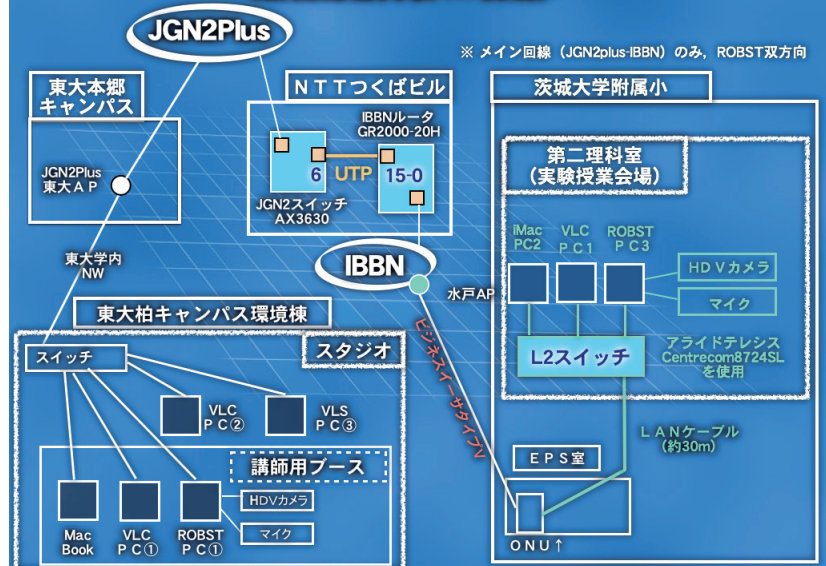 JGN2Plus
※ メイン回線（JGN2plus-IBBN）のみ，ROBST双方向
東大本郷
キャンパス
ＮＴＴつくばビル
茨城大学附属小
IBBNルータ
GR2000-20H
第二理科室
（実験授業会場）
JGN2Plus
東大ＡＰ
6
UTP
15-0
JGN2スイッチ
AX3630
iMac
PC2
VLC
ＰＣ1
ROBST
ＰＣ3
HDＶカメラ
マイク
東大学内
NW
IBBN
水戸AP
東大柏キャンパス環境棟
スイッチ
スタジオ
L2スイッチ
アライドテレシス
Centrecom8724SL
を使用
ビジネスイーサタイプV
VLC
ＰＣ②
VLS
ＰＣ③
ＬＡＮケーブル
（約30m）
講師用ブース
ＥＰＳ室
HDVカメラ
マイク
Mac
Book
VLC
ＰＣ①
ROBST
ＰＣ①
ＯＮＵ↑